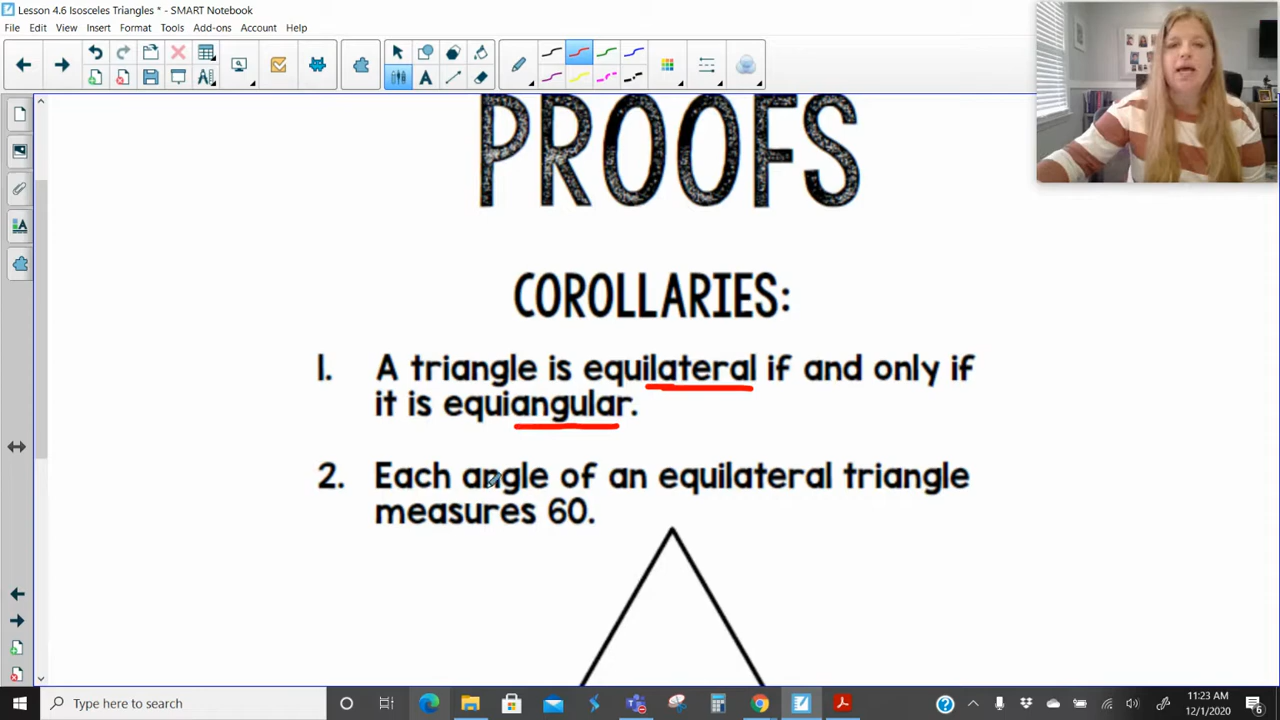 Lesson 4.6 Isosceles Triangles * - SMART Notebook
File Edit View Insert Format Tools Add-ons Account Help
PROOFS
COROLLARIES:
1. A triangle is equilateral if and only if
it is equiangular.
2. Each angle of an equilateral triangle
measures 60.
Type here to search
11:23 AM
12/1/2020
6